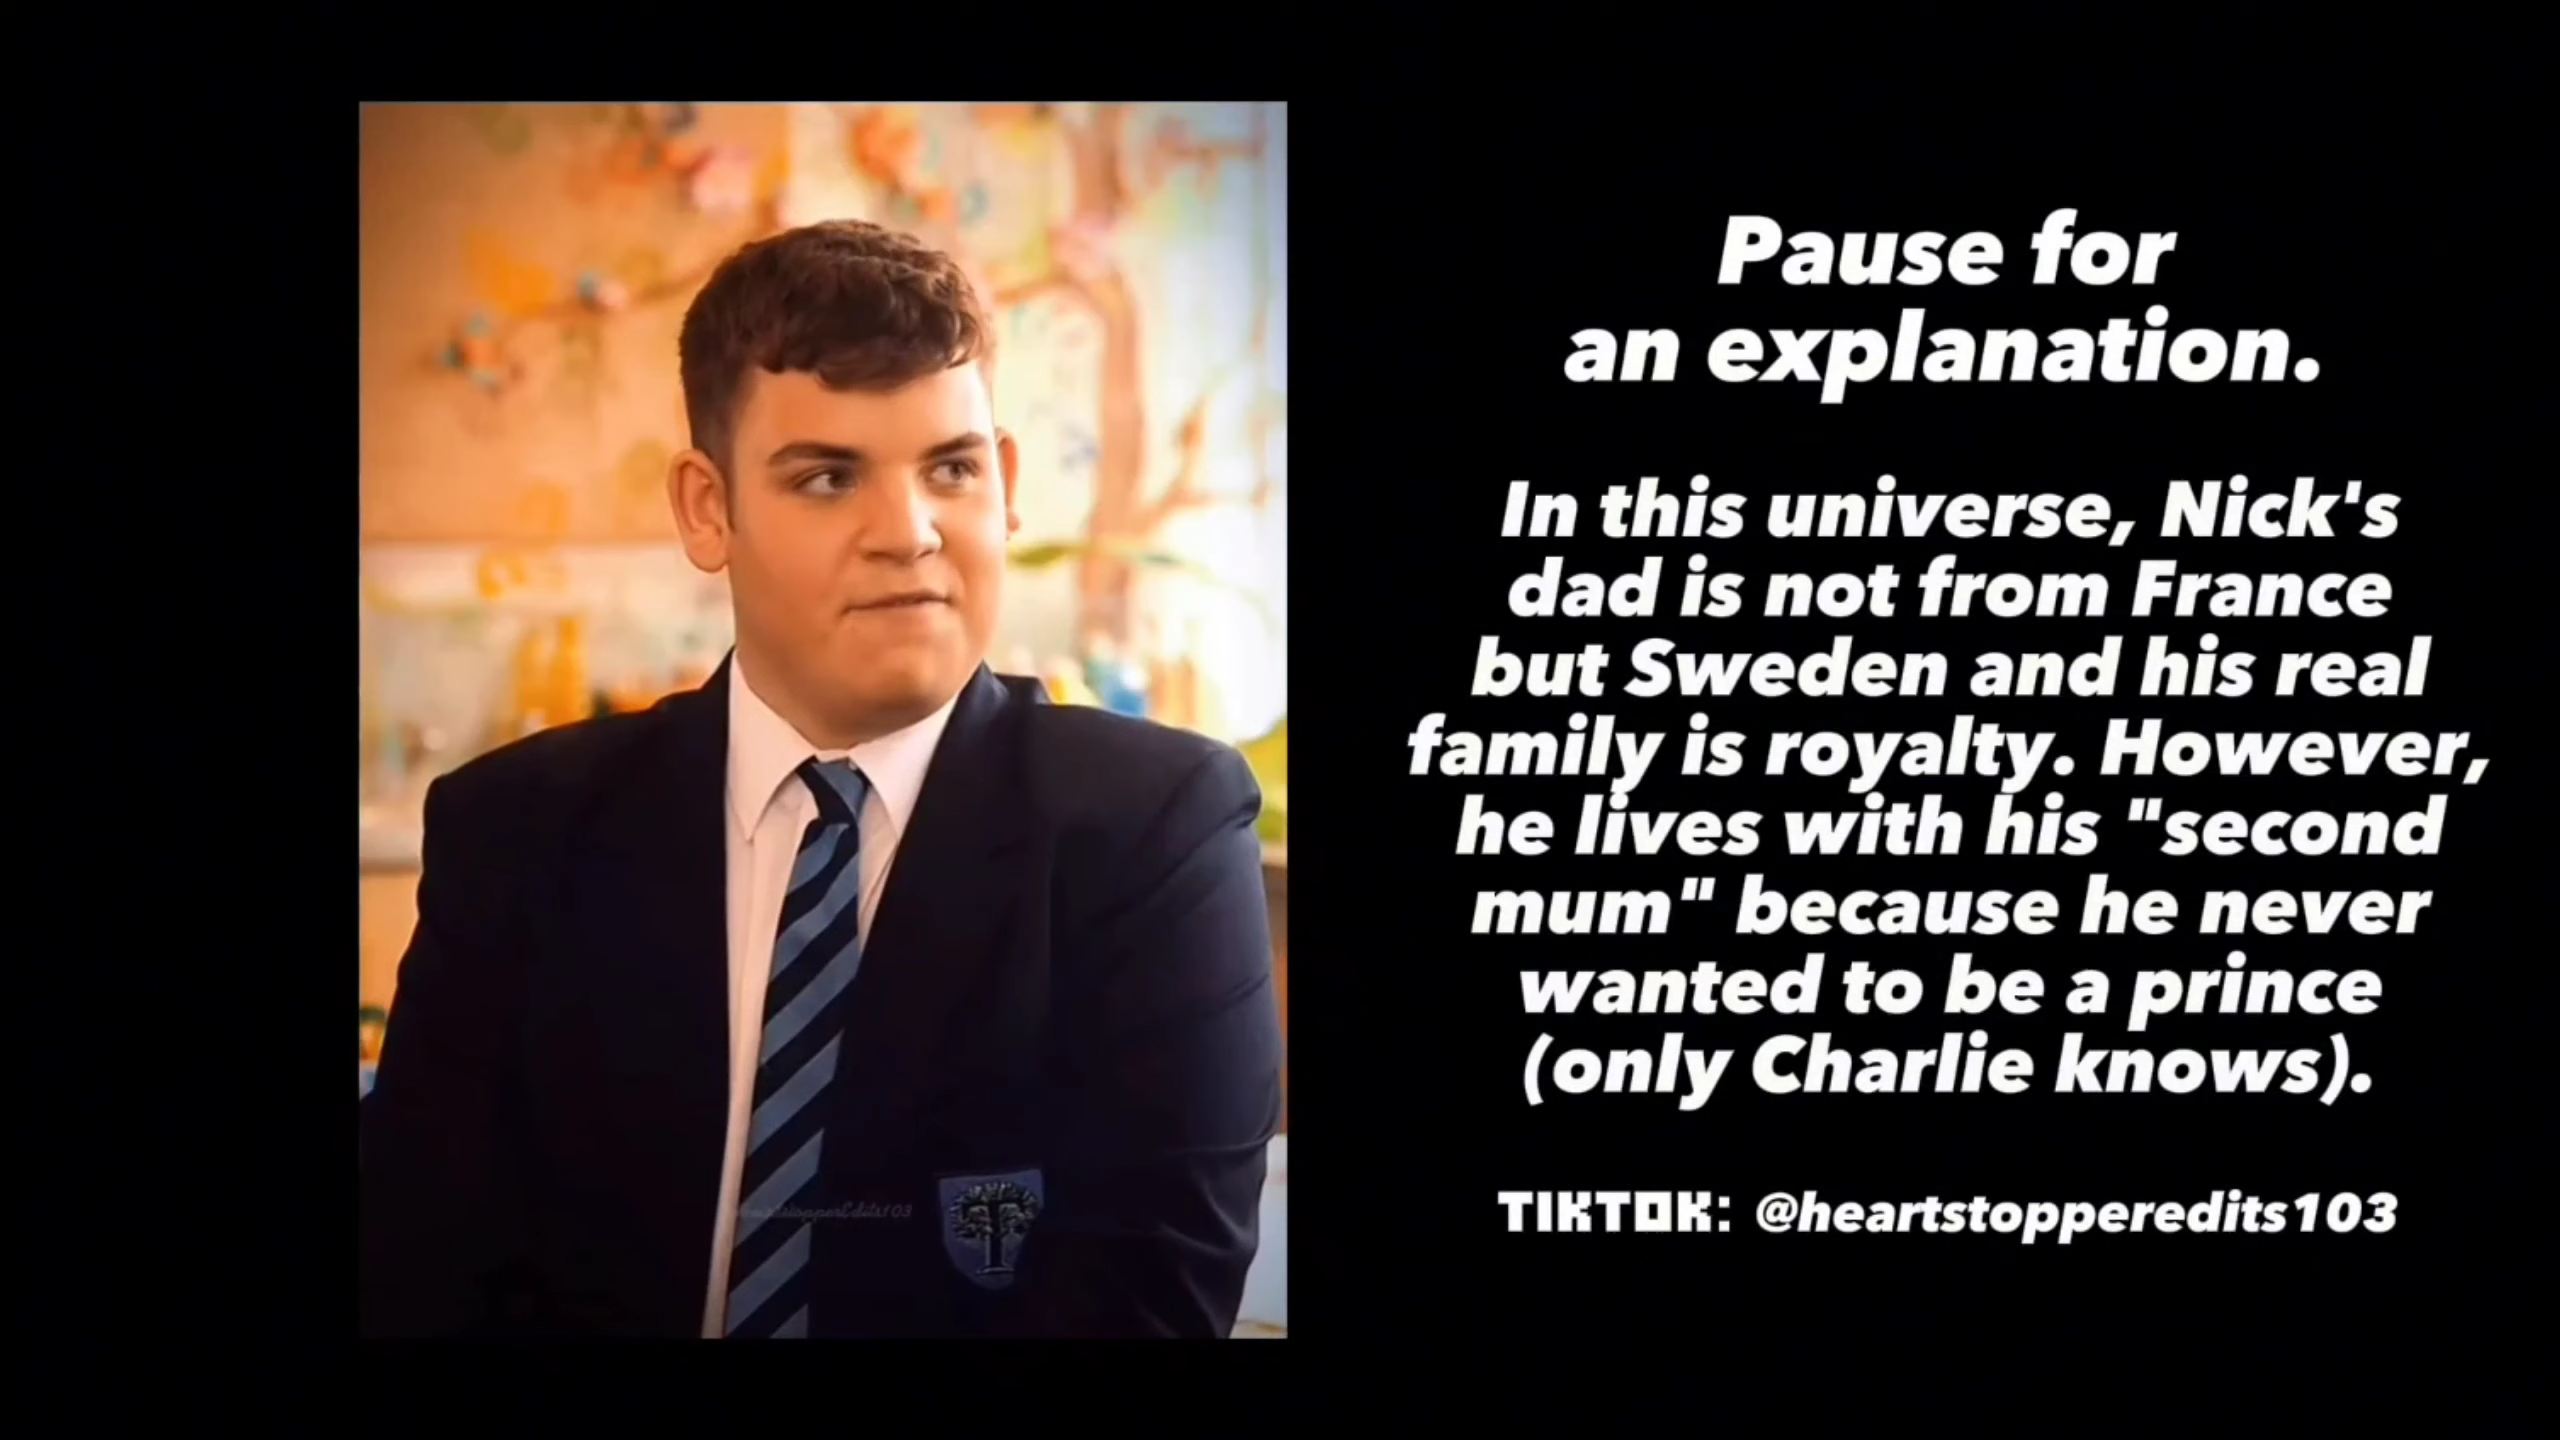 Pause for
an explanation.
In this universe, Nick's
dad is not from France
but Sweden and his real
family is royalty. However,
he lives with his "second
mum" because he never
wanted to be a prince
(only Charlie knows).
TIKTOK: @heartstopperedits103
T